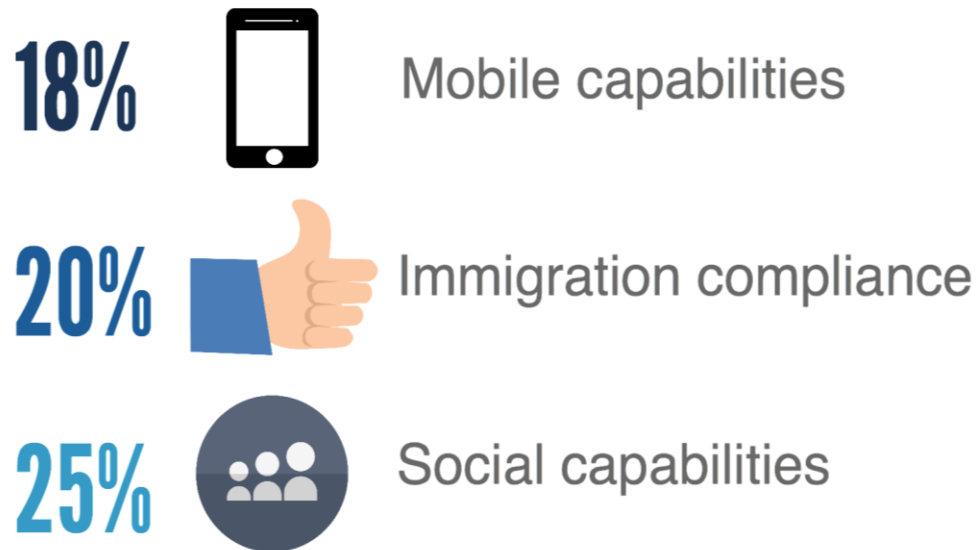 18% Mobile capabilities
20% Immigration compliance
25% Social capabilities